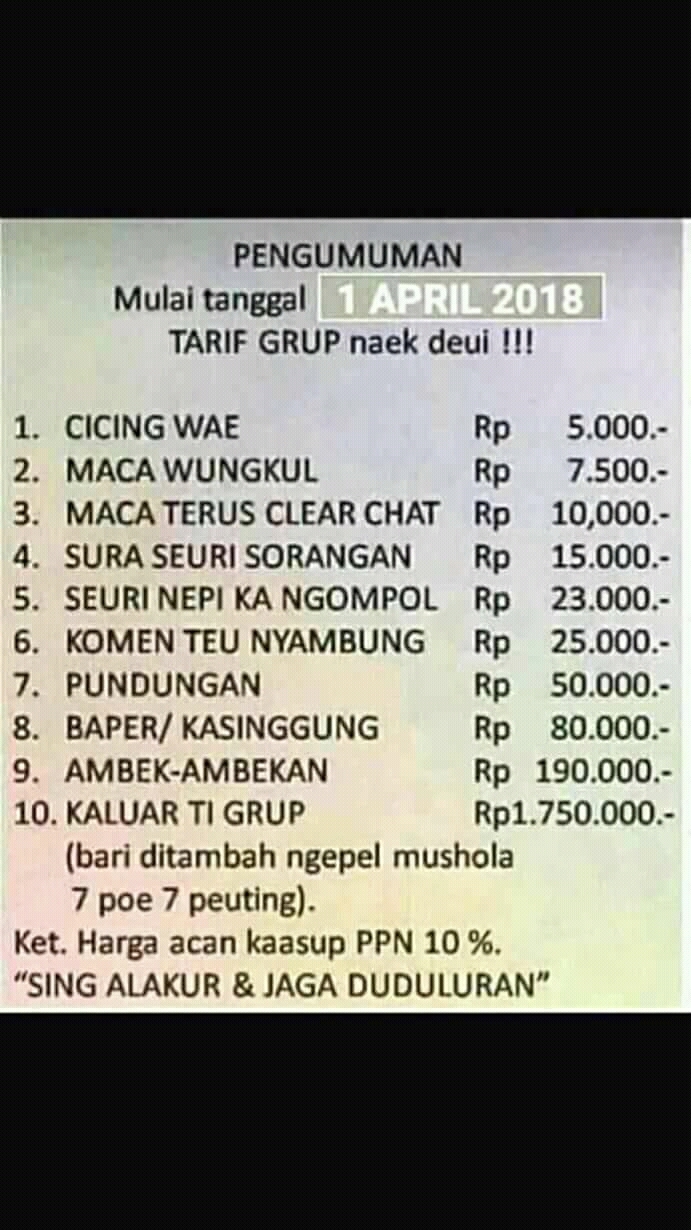 PENGUMUMAN
Mulai tanggal 1 APRIL 2018
TARIF GRUP naek deui !!!
1. CICING WAE Rp 5.000.-
2. MACA WUNGKUL Rp 7.500.-
3. MACA TERUS CLEAR CHAT Rp 10,000.-
4. SURA SEURI SORANGAN Rp 15.000.-
5. SEURI NEPI KA NGOMPOL Rp 23.000.-
6. KOMEN TEU NYAMBUNG Rp 25.000.-
7. PUNDUNGAN Rp 50.000.-
8. BAPER/ KASINGGUNG Rp 80.000.-
9. AMBEK-AMBEKAN Rp 190.000.-
10. KALUAR TI GRUP Rp1.750.000.-
(bari ditambah ngepel mushola
7 poe 7 peuting).
Ket. Harga acan kaasup PPN 10 %.
“SING ALAKUR & JAGA DUDULURAN”